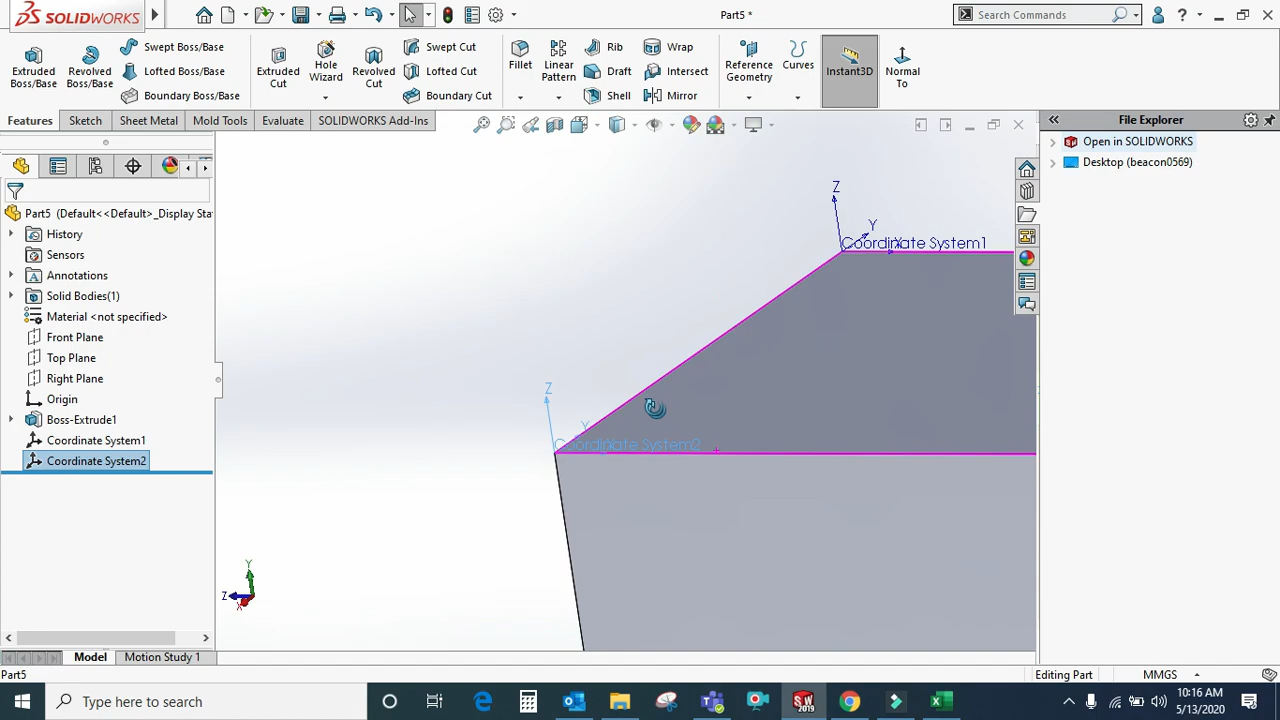 SOLIDWORKS
Part5 *
Search Commands
Extruded Boss/Base
Revolved Boss/Base
Swept Boss/Base
Lofted Boss/Base
Boundary Boss/Base
Extruded Cut
Hole Wizard
Revolved Cut
Swept Cut
Lofted Cut
Boundary Cut
Fillet
Linear Pattern
Rib
Draft
Shell
Wrap
Intersect
Mirror
Reference Geometry
Curves
Instant3D
Normal To
Features
Sketch
Sheet Metal
Mold Tools
Evaluate
SOLIDWORKS Add-Ins
File Explorer
Open in SOLIDWORKS
Desktop (beacon0569)
Part5 (Default<<Default>_Display Sta
History
Sensors
Annotations
Solid Bodies(1)
Material <not specified>
Front Plane
Top Plane
Right Plane
Origin
Boss-Extrude1
Coordinate System1
Coordinate System2
Z
Y
X
Coordinate System1
Z
Y
Coordinate System2
Y
Z
X
Model
Motion Study 1
Part5
Editing Part
MMGS
Type here to search
SW
2019
10:16 AM
5/13/2020